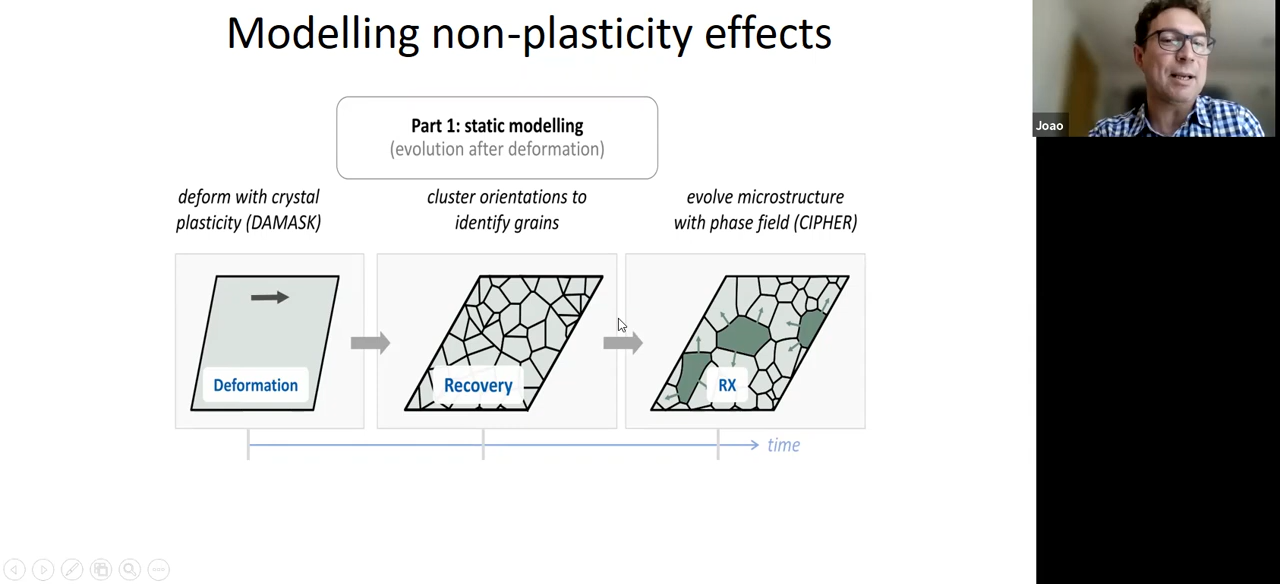 Modelling non-plasticity effects
Part 1: static modelling
(evolution after deformation)
deform with crystal
plasticity (DAMASK)
cluster orientations to
identify grains
evolve microstructure
with phase field (CIPHER)
Deformation
Recovery
RX
time
Joao